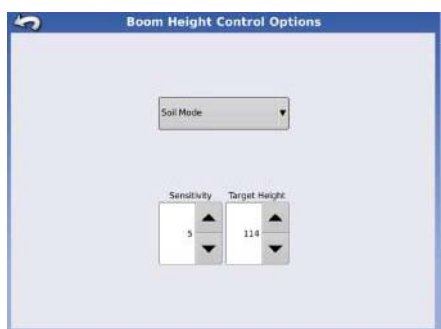 Boom Height Control Options
Soil Mode
Sensitivity Target Height
5 114